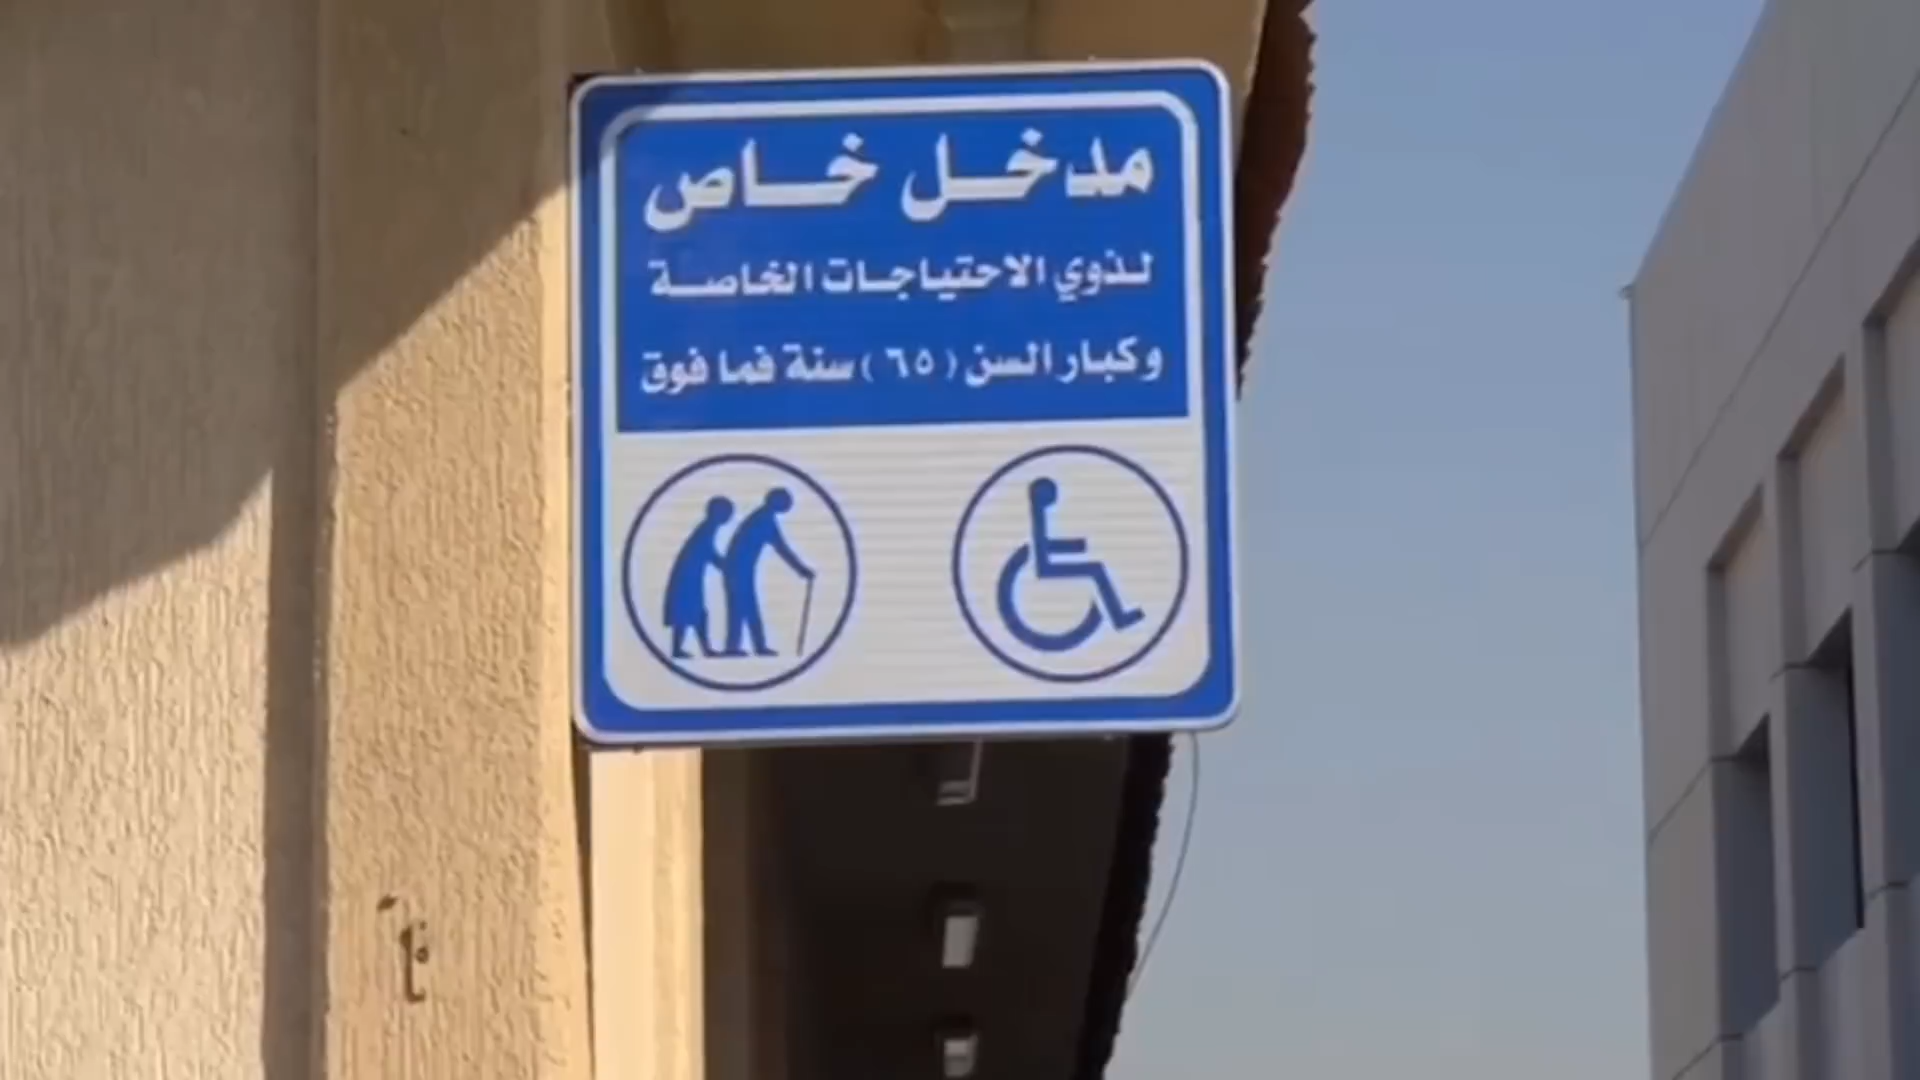 مدخل خاص
لذوي الاحتياجات الخاصة
وكبار السن (٦٥) سنة فما فوق